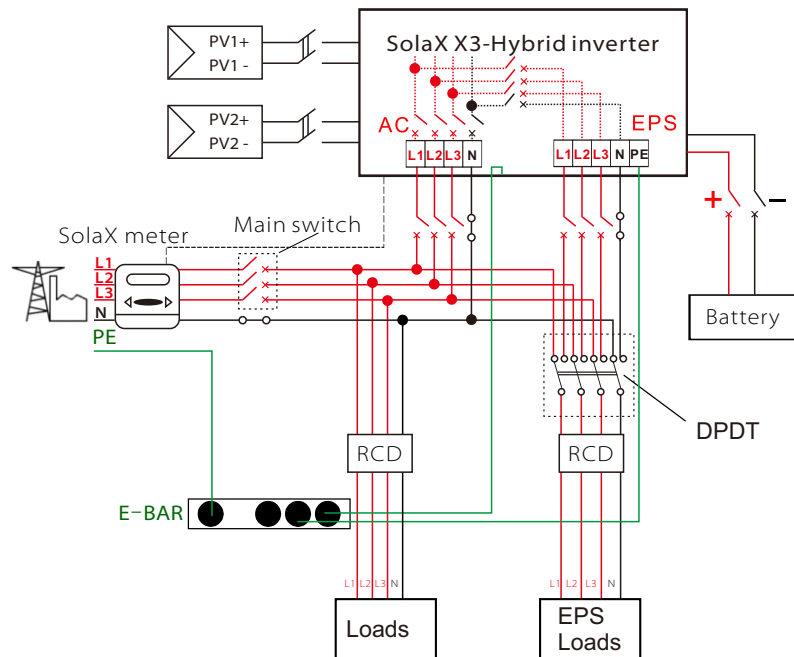 PV1+
PV1 -
SolaX X3-Hybrid inverter
PV2+
PV2 -
AC
EPS
L1 L2 L3 N
L1 L2 L3 N PE
+ −
SolaX meter
Main switch
L1
L2
L3
N
PE
Battery
DPDT
RCD
RCD
E-BAR
L1 L2 L3 N
L1 L2 L3 N
Loads
EPS
Loads